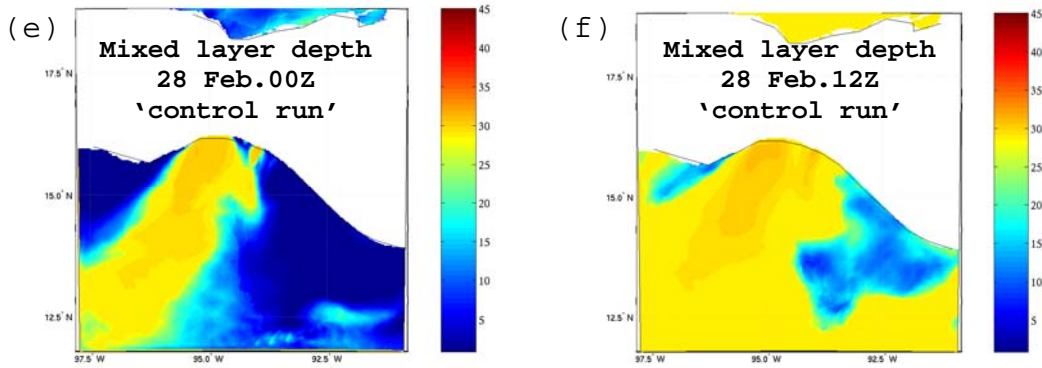 (e)
Mixed layer depth
28 Feb.00Z
‘control run’
17.5° N
15.0° N
12.5° N
97.5° W
95.0° W
92.5° W
45
40
35
30
25
20
15
10
5
(f)
Mixed layer depth
28 Feb.12Z
‘control run’
17.5° N
15.0° N
12.5° N
97.5° W
95.0° W
92.5° W
45
40
35
30
25
20
15
10
5